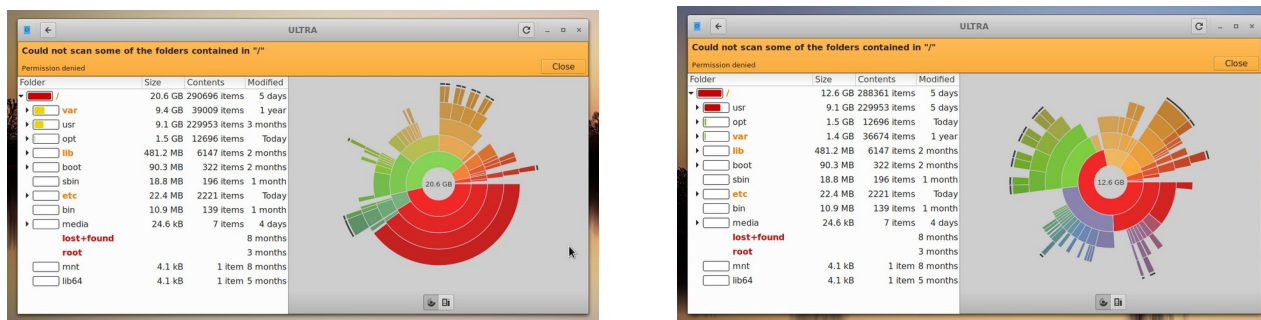 ULTRA
Could not scan some of the folders contained in "/"
Permission denied
Close
Folder Size Contents Modified
/ 20.6 GB 290696 items 5 days
var 9.4 GB 39009 items 1 year
usr 9.1 GB 229953 items 3 months
opt 1.5 GB 12696 items Today
lib 481.2 MB 6147 items 2 months
boot 90.3 MB 322 items 2 months
sbin 18.8 MB 196 items 1 month
etc 22.4 MB 2221 items Today
bin 10.9 MB 139 items 1 month
media 24.6 kB 7 items 4 days
lost+found 8 months
root 3 months
mnt 4.1 kB 1 item 8 months
lib64 4.1 kB 1 item 5 months
20.6 GB
ULTRA
Could not scan some of the folders contained in "/"
Permission denied
Close
Folder Size Contents Modified
/ 12.6 GB 288361 items 5 days
usr 9.1 GB 229953 items 5 days
opt 1.5 GB 12696 items Today
var 1.4 GB 36674 items 1 year
lib 481.2 MB 6147 items 2 months
boot 90.3 MB 322 items 2 months
sbin 18.8 MB 196 items 1 month
etc 22.4 MB 2221 items Today
bin 10.9 MB 139 items 1 month
media 24.6 kB 7 items 4 days
lost+found 8 months
root 3 months
mnt 4.1 kB 1 item 8 months
lib64 4.1 kB 1 item 5 months
12.6 GB